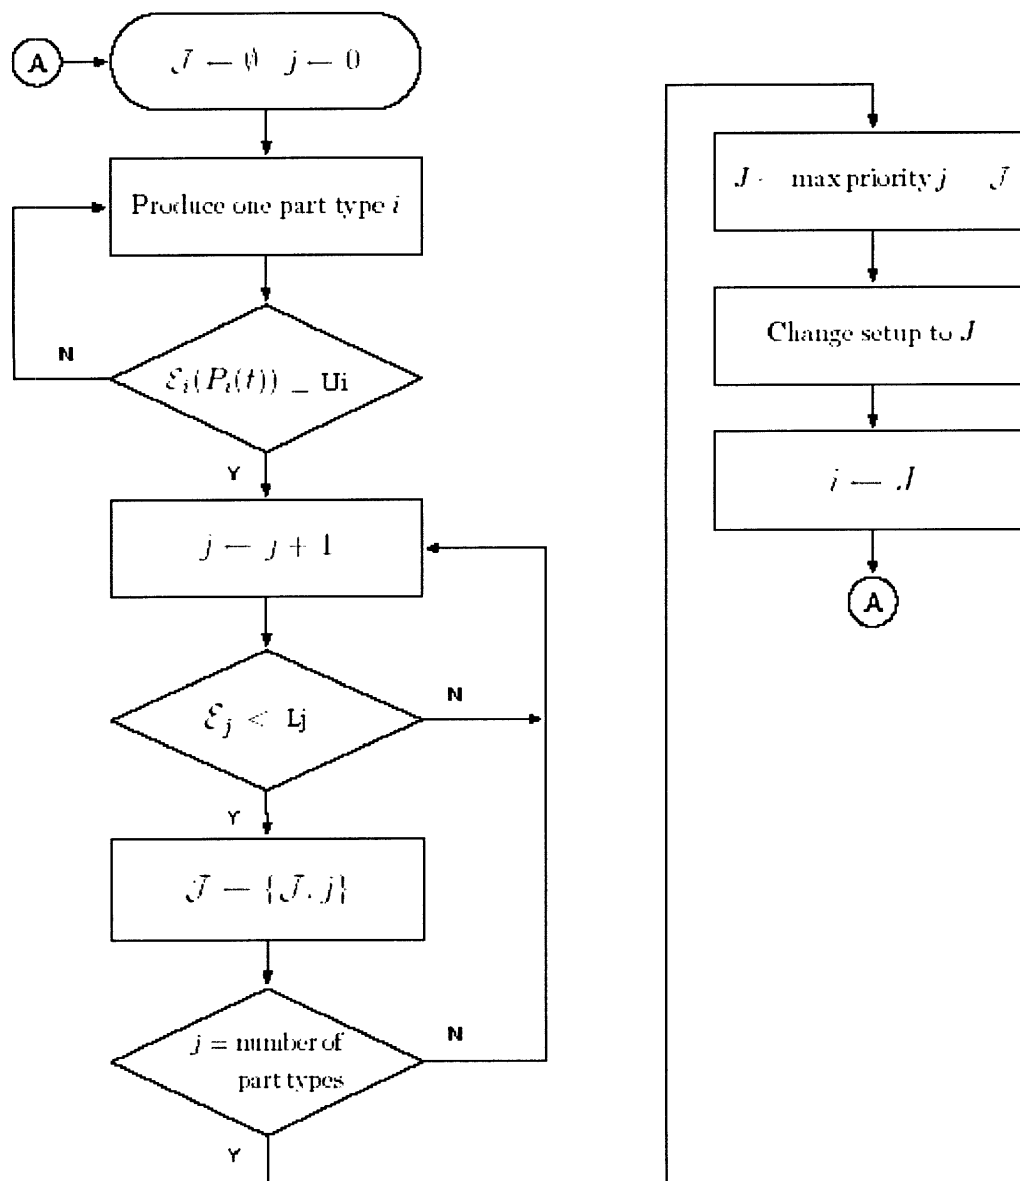 A
𝒥 ← ∅ j ← 0
Produce one part type i
N
ℰi(Pi(t)) _ Ui
Y
j ← j + 1
ℰj < Lj
N
Y
𝒥 ← {𝒥, j}
j = number of
part types
N
Y
J ← max priority j 𝒥
Change setup to J
i ← J
A